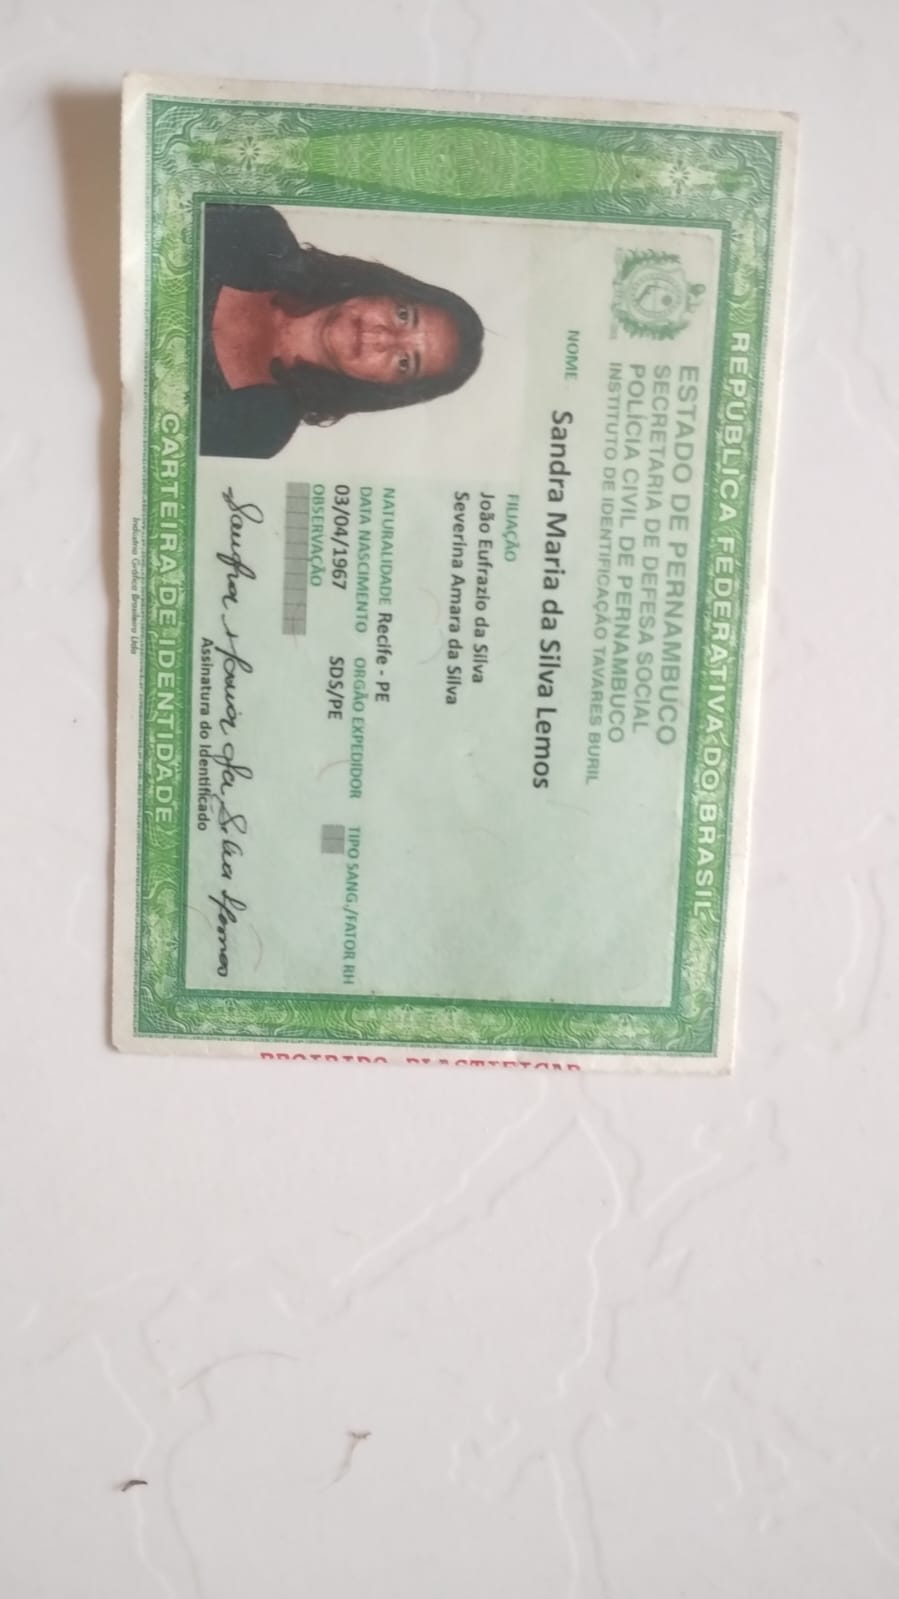 REPÚBLICA FEDERATIVA DO BRASIL
ESTADO DE PERNAMBUCO
SECRETARIA DE DEFESA SOCIAL
POLÍCIA CIVIL DE PERNAMBUCO
INSTITUTO DE IDENTIFICAÇÃO TAVARES BURIL
NOME Sandra Maria da Silva Lemos
FILIAÇÃO
João Eufrazio da Silva
Severina Amara da Silva
NATURALIDADE Recife - PE
DATA NASCIMENTO ORGÃO EXPEDIDOR TIPO SANG./FATOR RH
03/04/1967 SDS/PE
OBSERVAÇÃO
Sandra Maria da Silva Lemos
Assinatura do Identificado
CARTEIRA DE IDENTIDADE
Indústria Gráfica Brasileira Ltda
PROIBIDO PLASTIFICAR